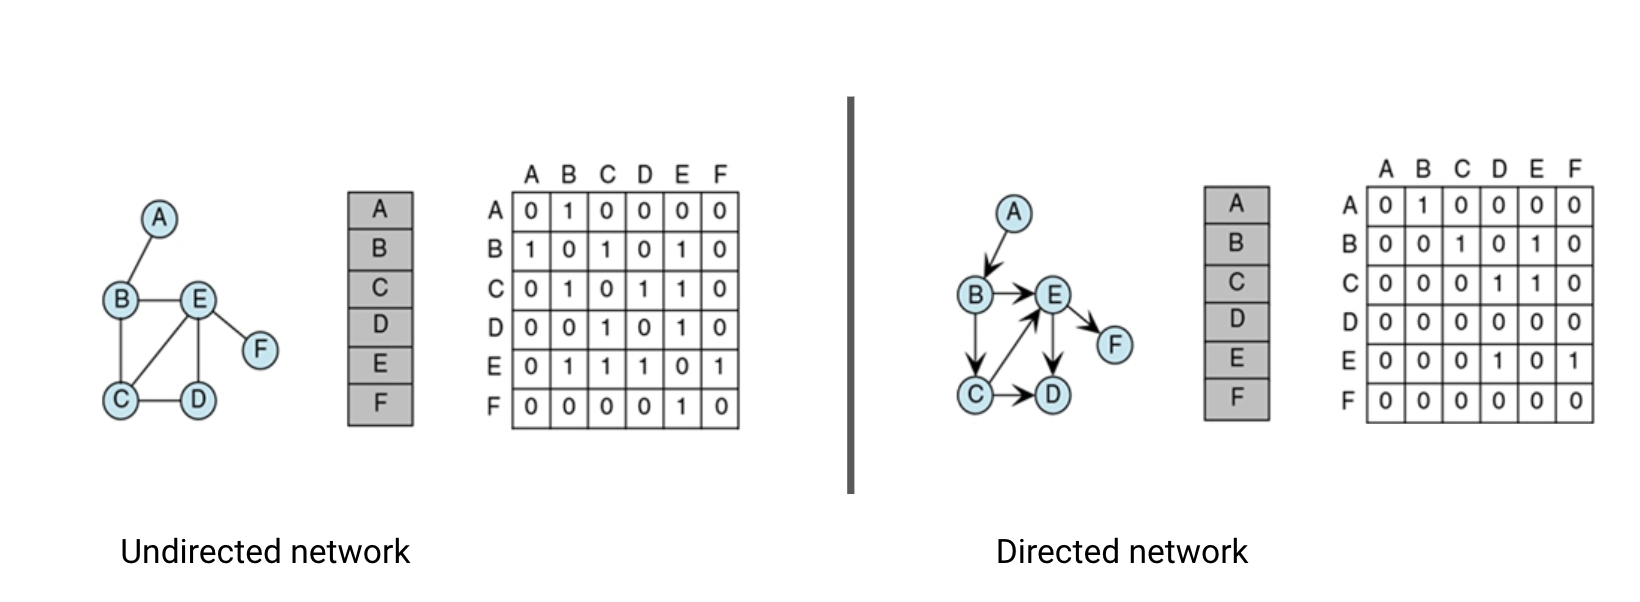 A
B
E
F
C
D
A
B
C
D
E
F
A B C D E F
A 0 1 0 0 0 0
B 1 0 1 0 1 0
C 0 1 0 1 1 0
D 0 0 1 0 1 0
E 0 1 1 1 0 1
F 0 0 0 0 1 0
Undirected network
A
B
E
F
C
D
A
B
C
D
E
F
A B C D E F
A 0 1 0 0 0 0
B 0 0 1 0 1 0
C 0 0 0 1 1 0
D 0 0 0 0 0 0
E 0 0 0 1 0 1
F 0 0 0 0 0 0
Directed network